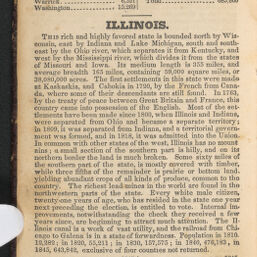 Warrick.................. 6,321 Total................ 685,866
Washington.............. 15,269
ILLINOIS.
THIS rich and highly favored state is bounded north by Wis-
consin, east by Indiana and Lake Michigan, south and south-
east by the Ohio river, which separates it from Kentucky, and
west by the Mississippi river, which divides it from the states
of Missouri and Iowa. Its medium length is 355 miles, and
average breadth 165 miles, containing 59,000 square miles, or
38,080,000 acres. The first settlements in this state were made
at Kaskaskia, and Cahokia in 1720, by the French from Cana-
da, where some of their descendants are still found. In 1763,
by the treaty of peace between Great Britain and France, this
country came into possession of the English. Most of the set-
tlements have been made since 1800, when Illinois and Indiana,
were separated from Ohio and became a separate territory;
in 1809, it was separated from Indiana, and a territorial govern-
ment was formed, and in 1818, it was admitted into the Union.
In common with other states of the west, Illinois has no moun-
tains; a small section of the southern part is hilly, and on its
northern border the land is much broken. Some sixty miles of
the southern part of the state, is mostly covered with timber,
while three fifths of the remainder is prairie or bottom land,
yielding abundant crops of all kinds of produce, common to the
country. The richest lead-mines in the world are found in the
northwestern parts of the state. Every white male citizen,
twenty-one years of age, who has resided in the state one year
next preceding the election, is entitled to vote. Internal im-
provements, notwithstanding the check they received a few
years since, are beginning to attract much attention. The Il-
linois canal is a work of vast utility, and the railroad from Chi-
cago to Galena is in a state of forwardness. Population in 1810,
12,282; in 1820, 55,211; in 1830, 157,575; in 1840, 476,183, in
1845, 643,842, exclusive of four counties not returned.